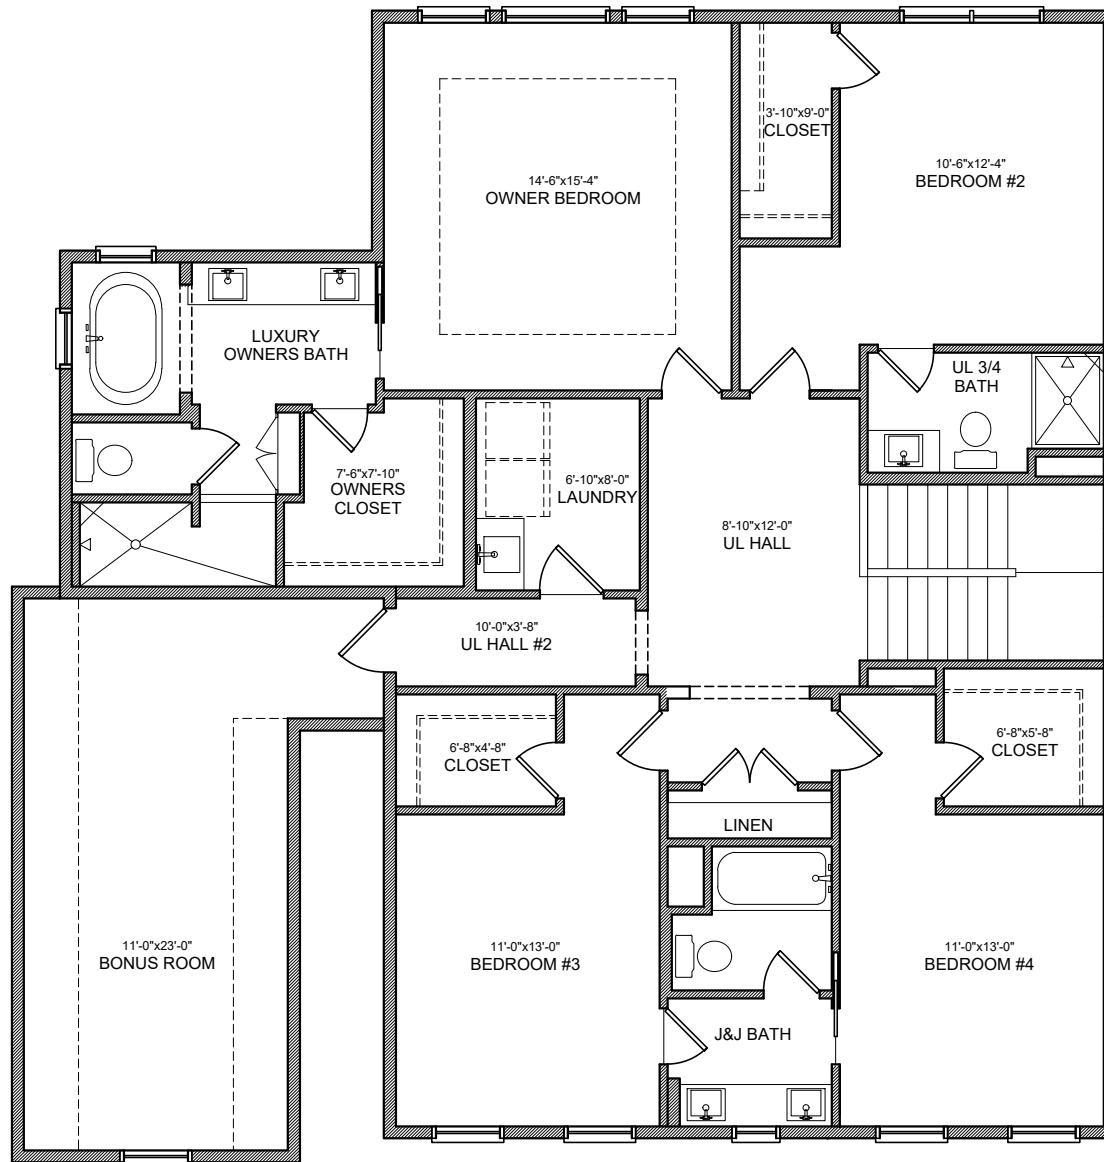 3'-10"x9'-0"
CLOSET
14'-6"x15'-4"
OWNER BEDROOM
10'-6"x12'-4"
BEDROOM #2
LUXURY
OWNERS BATH
UL 3/4
BATH
7'-6"x7'-10"
OWNERS
CLOSET
6'-10"x8'-0"
LAUNDRY
8'-10"x12'-0"
UL HALL
10'-0"x3'-8"
UL HALL #2
6'-8"x4'-8"
CLOSET
6'-8"x5'-8"
CLOSET
LINEN
11'-0"x23'-0"
BONUS ROOM
11'-0"x13'-0"
BEDROOM #3
11'-0"x13'-0"
BEDROOM #4
J&J BATH